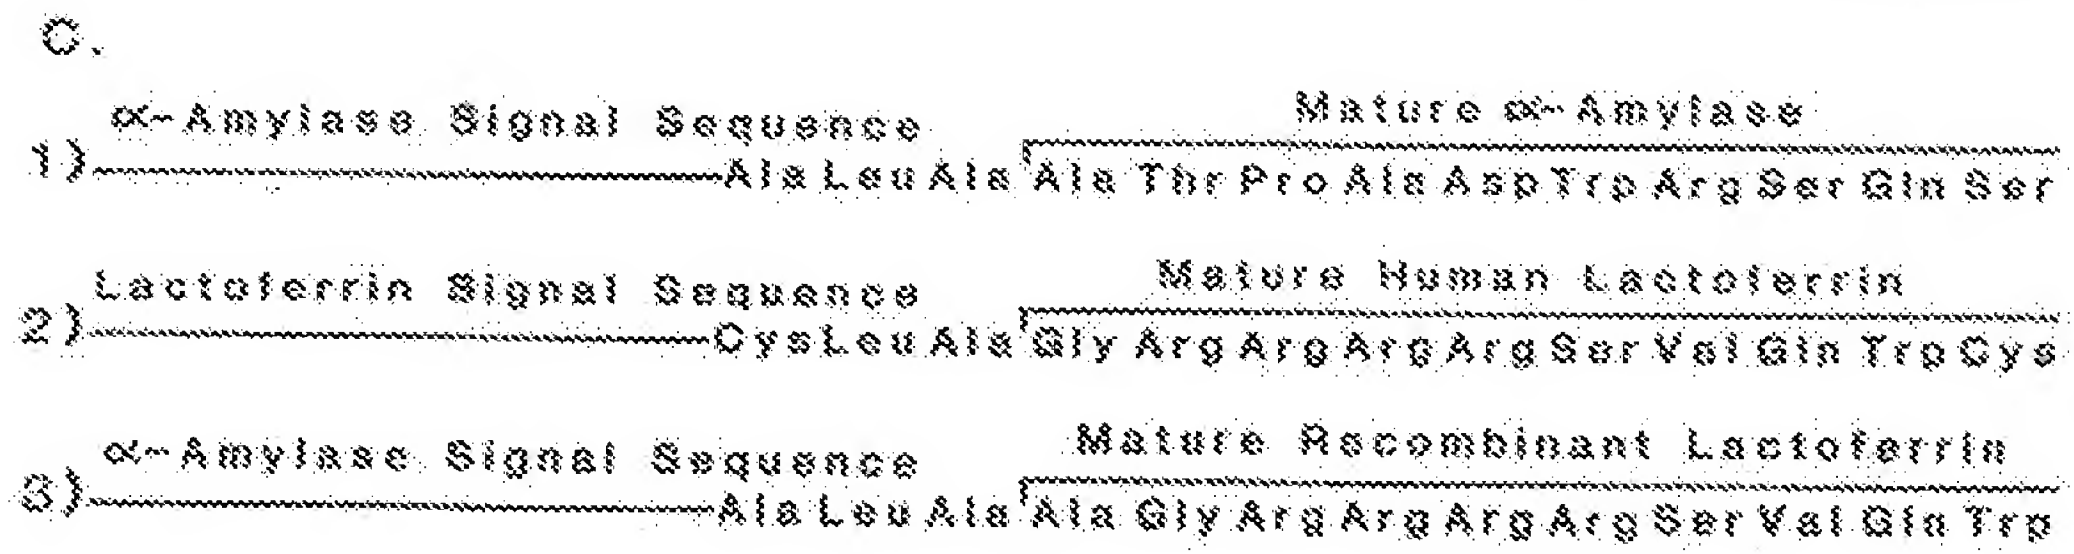 C.
α-Amylase Signal Sequence Mature α-Amylase
1) Ala Leu Ala Ala Thr Pro Ala Asp Trp Arg Ser Gln Ser
Lactoferrin Signal Sequence Mature Human Lactoferrin
2) Cys Leu Ala Gly Arg Arg Arg Arg Ser Val Gln Trp Cys
α-Amylase Signal Sequence Mature Recombinant Lactoferrin
3) Ala Leu Ala Ala Gly Arg Arg Arg Arg Ser Val Gln Trp